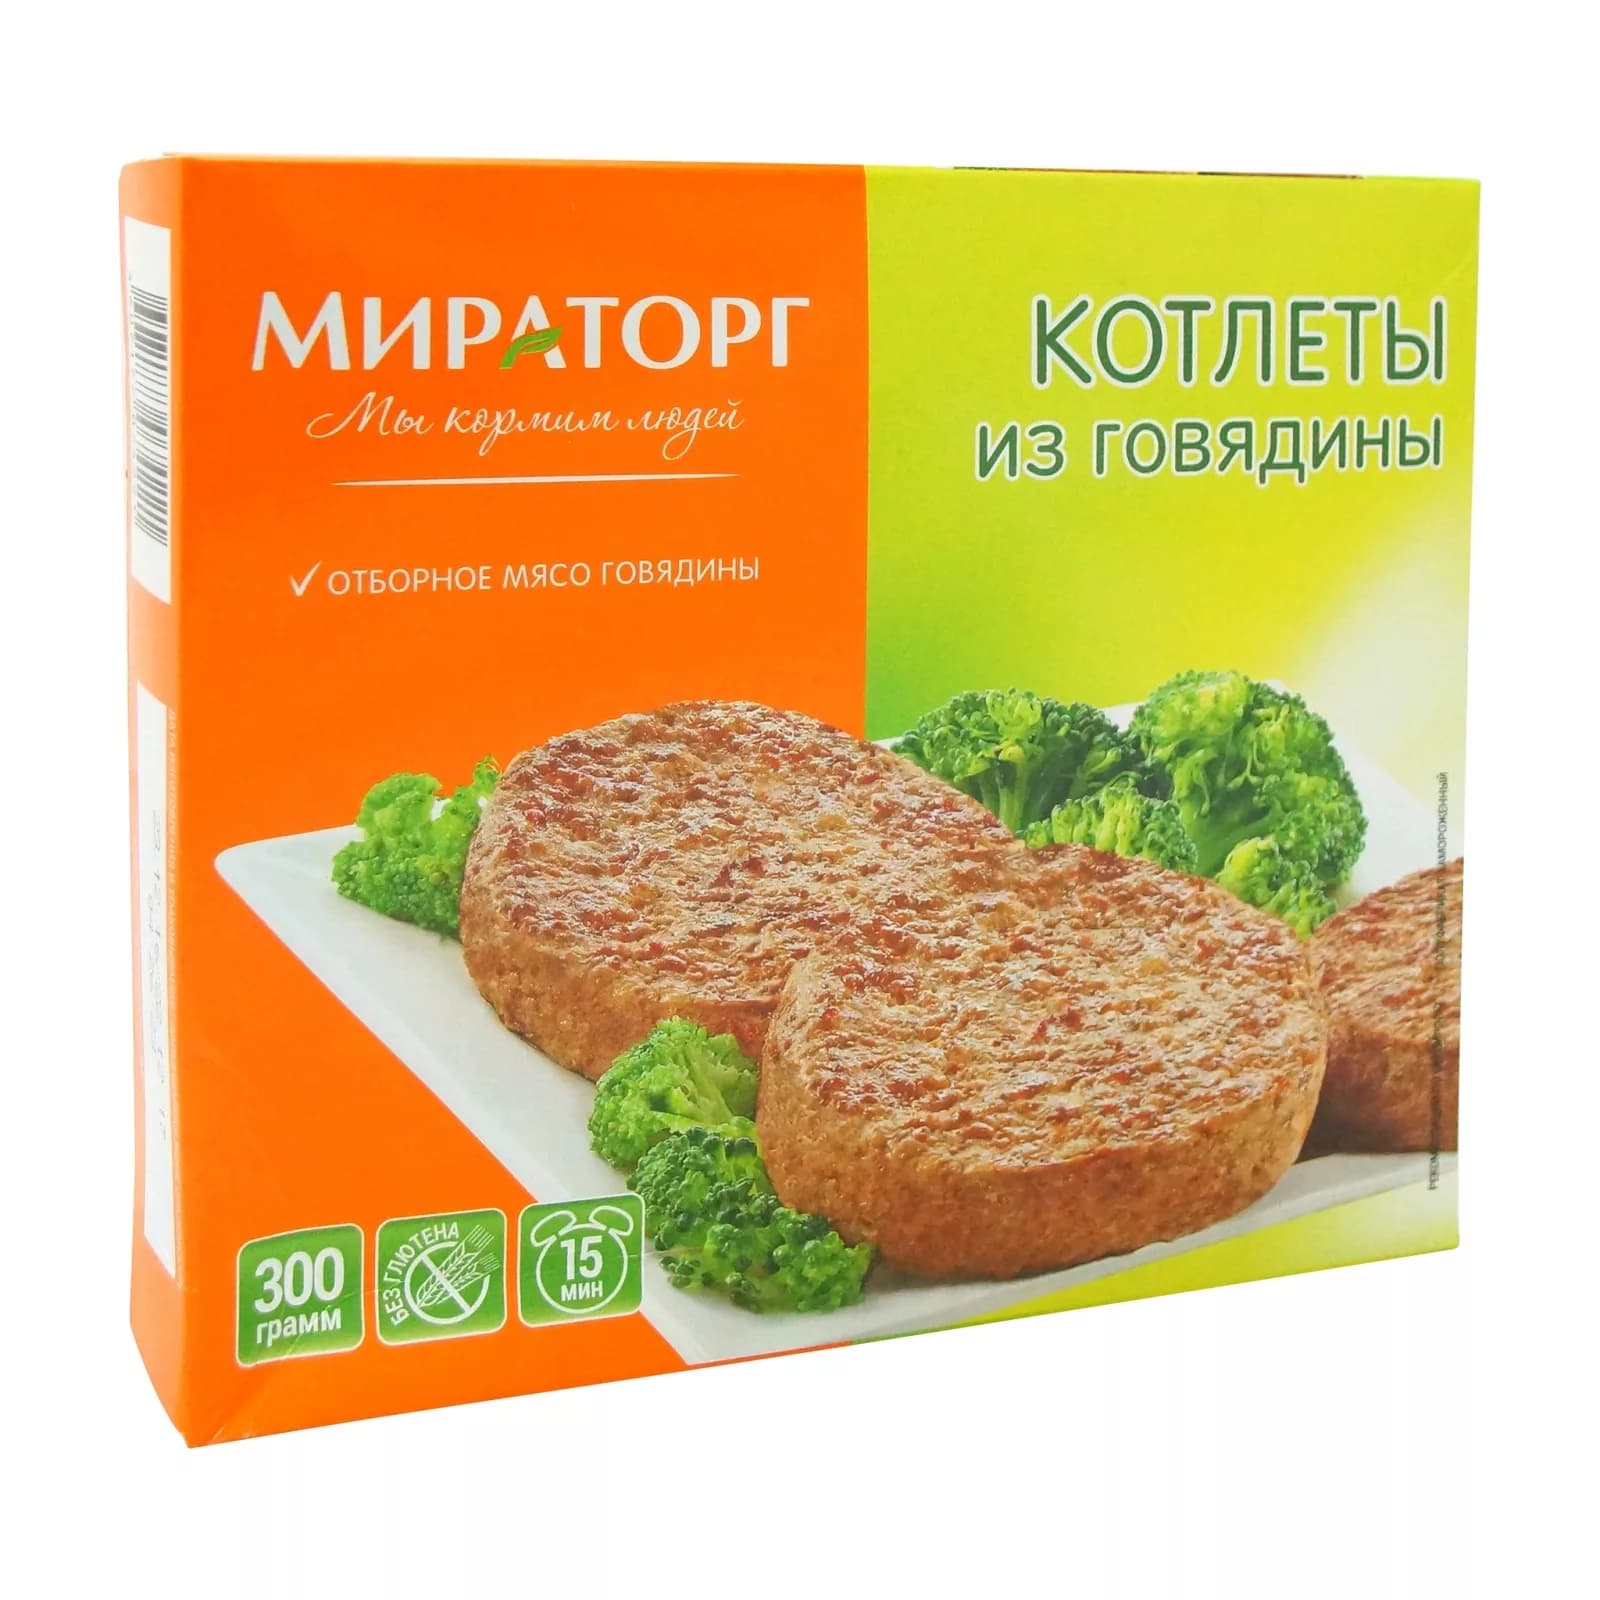 МИРАТОРГ
Мы кормим людей
✓ ОТБОРНОЕ МЯСО ГОВЯДИНЫ
КОТЛЕТЫ
ИЗ ГОВЯДИНЫ
300
грамм
БЕЗ ГЛЮТЕНА
15
МИН